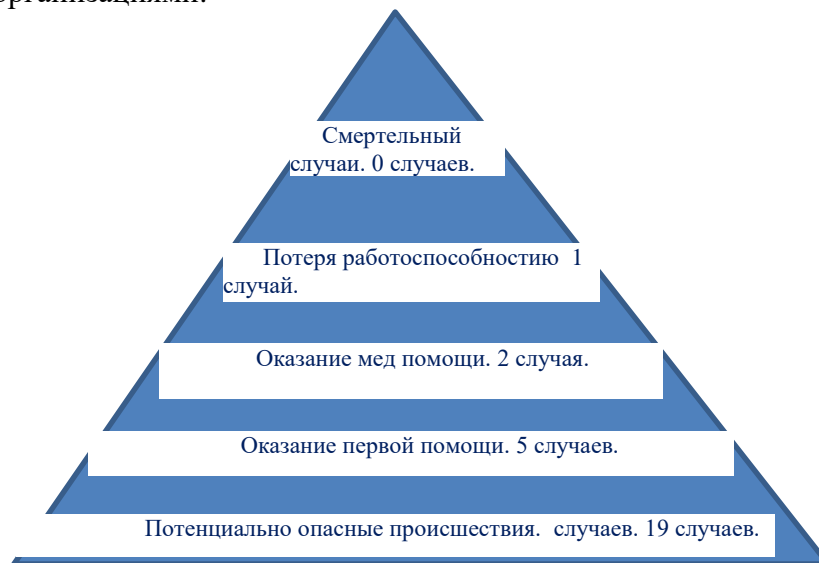 организациями.
Смертельный
случаи. 0 случаев.
Потеря работоспособностию 1
случай.
Оказание мед помощи. 2 случая.
Оказание первой помощи. 5 случаев.
Потенциально опасные происшествия. случаев. 19 случаев.